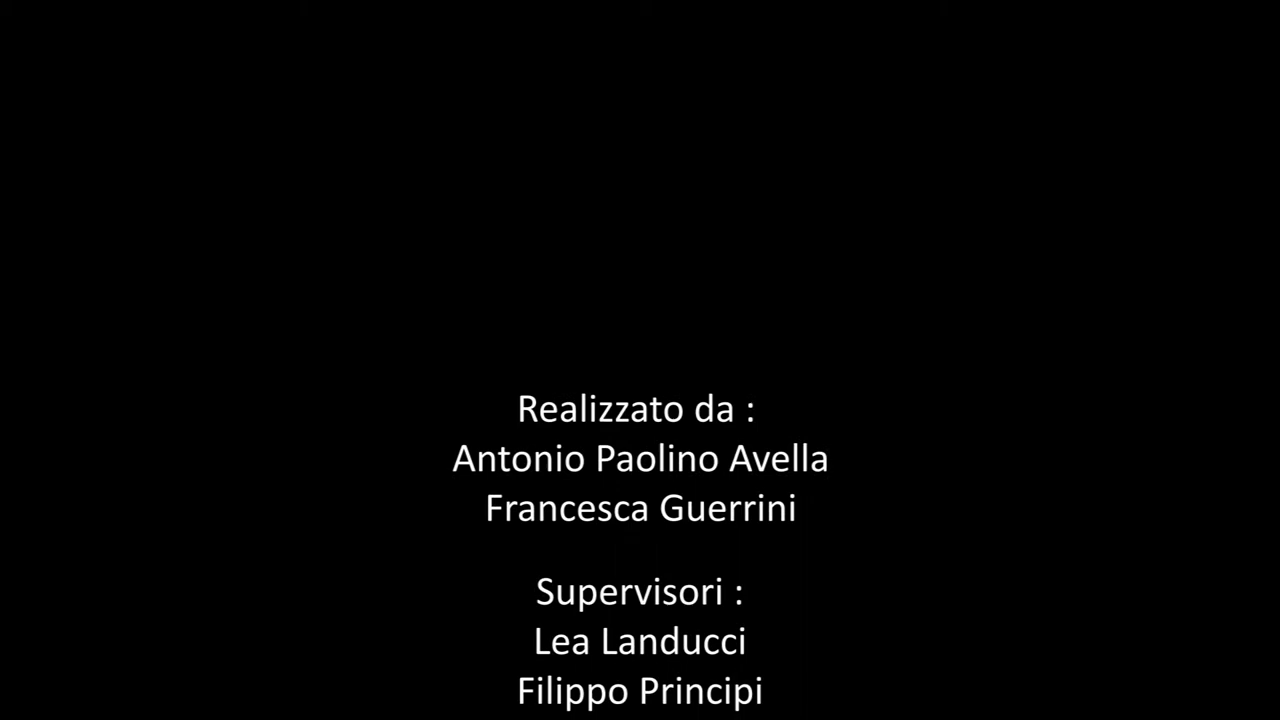 Realizzato da :
Antonio Paolino Avella
Francesca Guerrini
Supervisori :
Lea Landucci
Filippo Principi